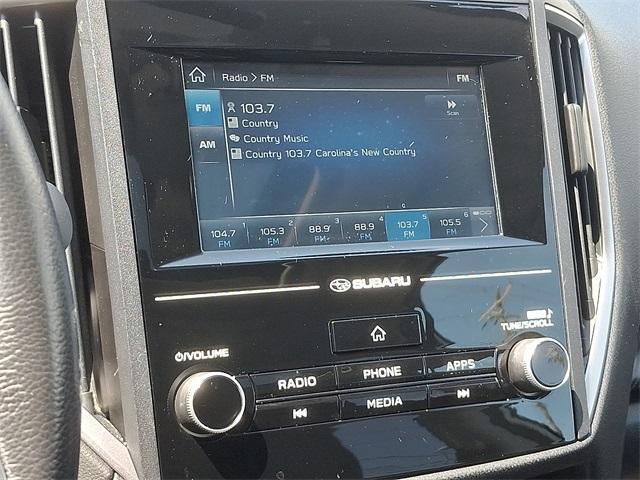 Radio > FM FM
FM 103.7
Scan
Country
AM Country Music
Country 103.7 Carolina's New Country
2 3 4 5 6
104.7 105.3 88.9 88.9 103.7 105.5
FM FM FM FM FM FM
SUBARU
VOLUME
TUNE/SCROLL
RADIO PHONE APPS
MEDIA